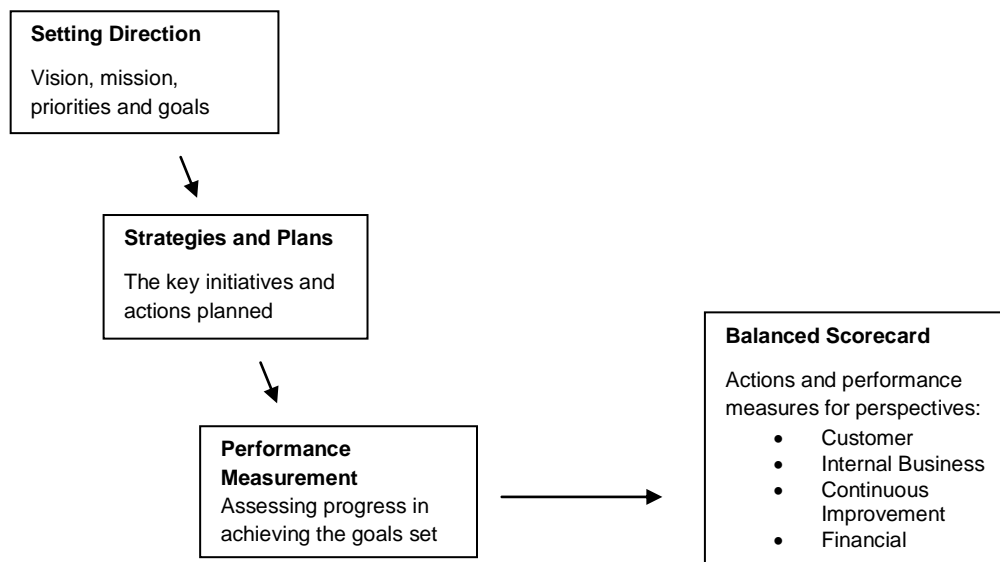 Setting Direction
Vision, mission,
priorities and goals
Strategies and Plans
The key initiatives and
actions planned
Performance
Measurement
Assessing progress in
achieving the goals set
Balanced Scorecard
Actions and performance
measures for perspectives:
• Customer
• Internal Business
• Continuous
Improvement
• Financial